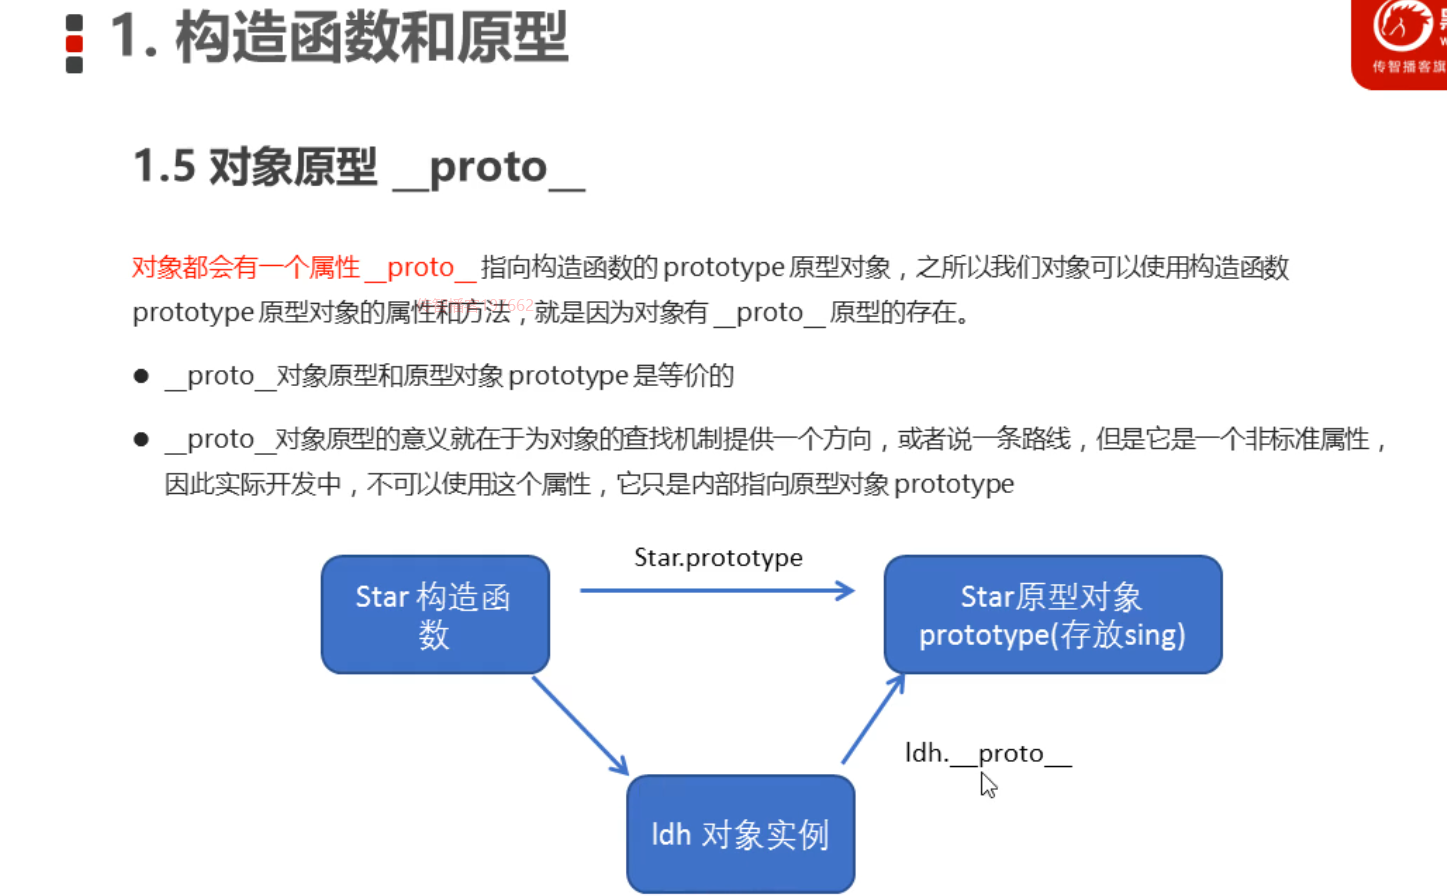 1. 构造函数和原型
传智播客旗
1.5 对象原型 __proto__
对象都会有一个属性 __proto__ 指向构造函数的 prototype 原型对象，之所以我们对象可以使用构造函数
prototype 原型对象的属性和方法，就是因为对象有 __proto__ 原型的存在。
● __proto__对象原型和原型对象 prototype 是等价的
● __proto__对象原型的意义就在于为对象的查找机制提供一个方向，或者说一条路线，但是它是一个非标准属性，
因此实际开发中，不可以使用这个属性，它只是内部指向原型对象 prototype
Star.prototype
Star 构造函
数
Star原型对象
prototype(存放sing)
ldh.__proto__
ldh 对象实例